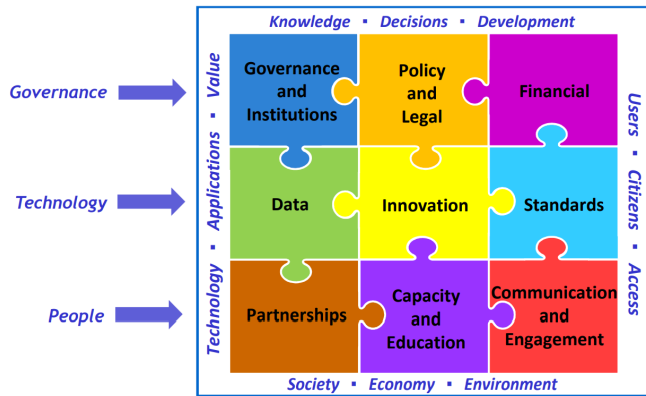 Knowledge ▪ Decisions ▪ Development
Governance
Technology
People
Technology ▪ Applications ▪ Value
Governance
and
Institutions
Policy
and
Legal
Financial
Data
Innovation
Standards
Partnerships
Capacity
and
Education
Communication
and
Engagement
Users ▪ Citizens ▪ Access
Society ▪ Economy ▪ Environment